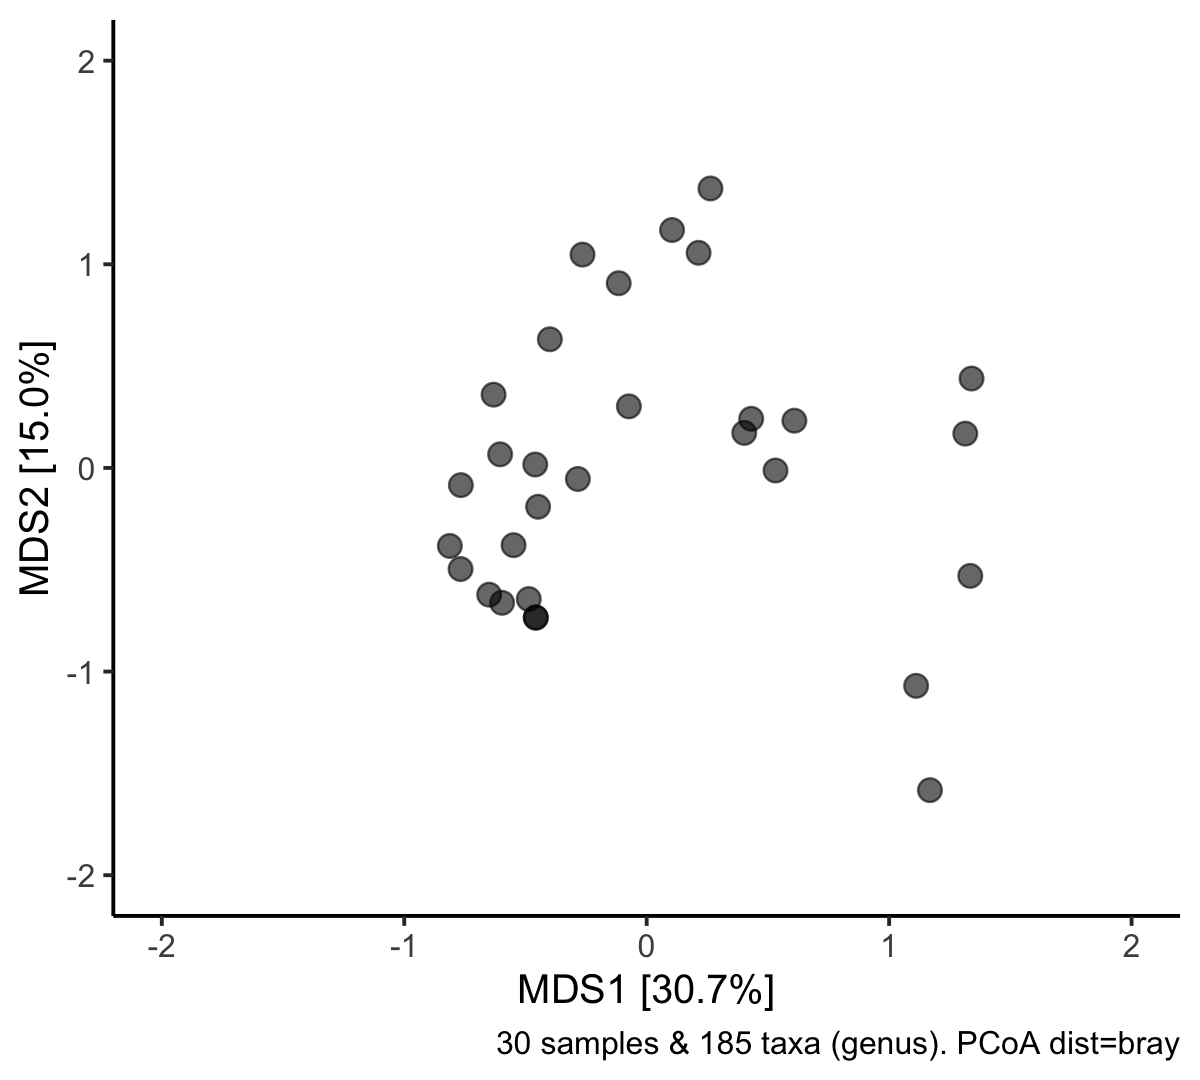 2
1
0
-1
-2
MDS2 [15.0%]
-2 -1 0 1 2
MDS1 [30.7%]
30 samples & 185 taxa (genus). PCoA dist=bray